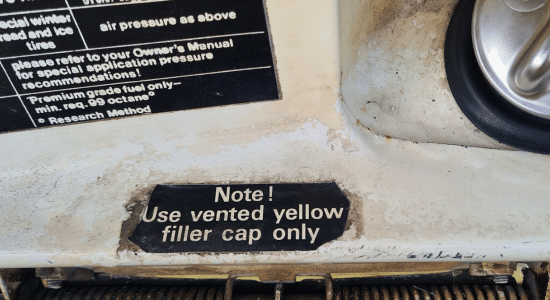 special winter
tread and ice
tires
air pressure as above
please refer to your Owner's Manual
for special application pressure
recommendations!
"Premium grade fuel only—
min. req. 99 octane°
° Research Method
Note!
Use vented yellow
filler cap only